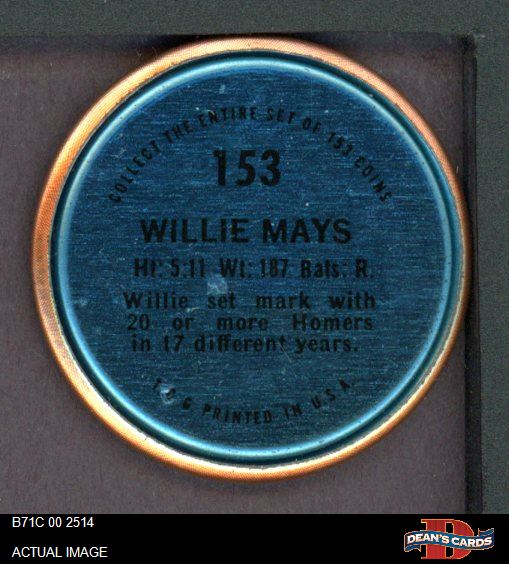 COLLECT THE ENTIRE SET OF 153 COINS
153
WILLIE MAYS
Ht: 5:11 Wt: 187 Bats: R.
Willie set mark with
20 or more Homers
in 17 different years.
T.C.G PRINTED IN U.S.A.
B71C 00 2514
ACTUAL IMAGE
D
DEAN'S CARDS